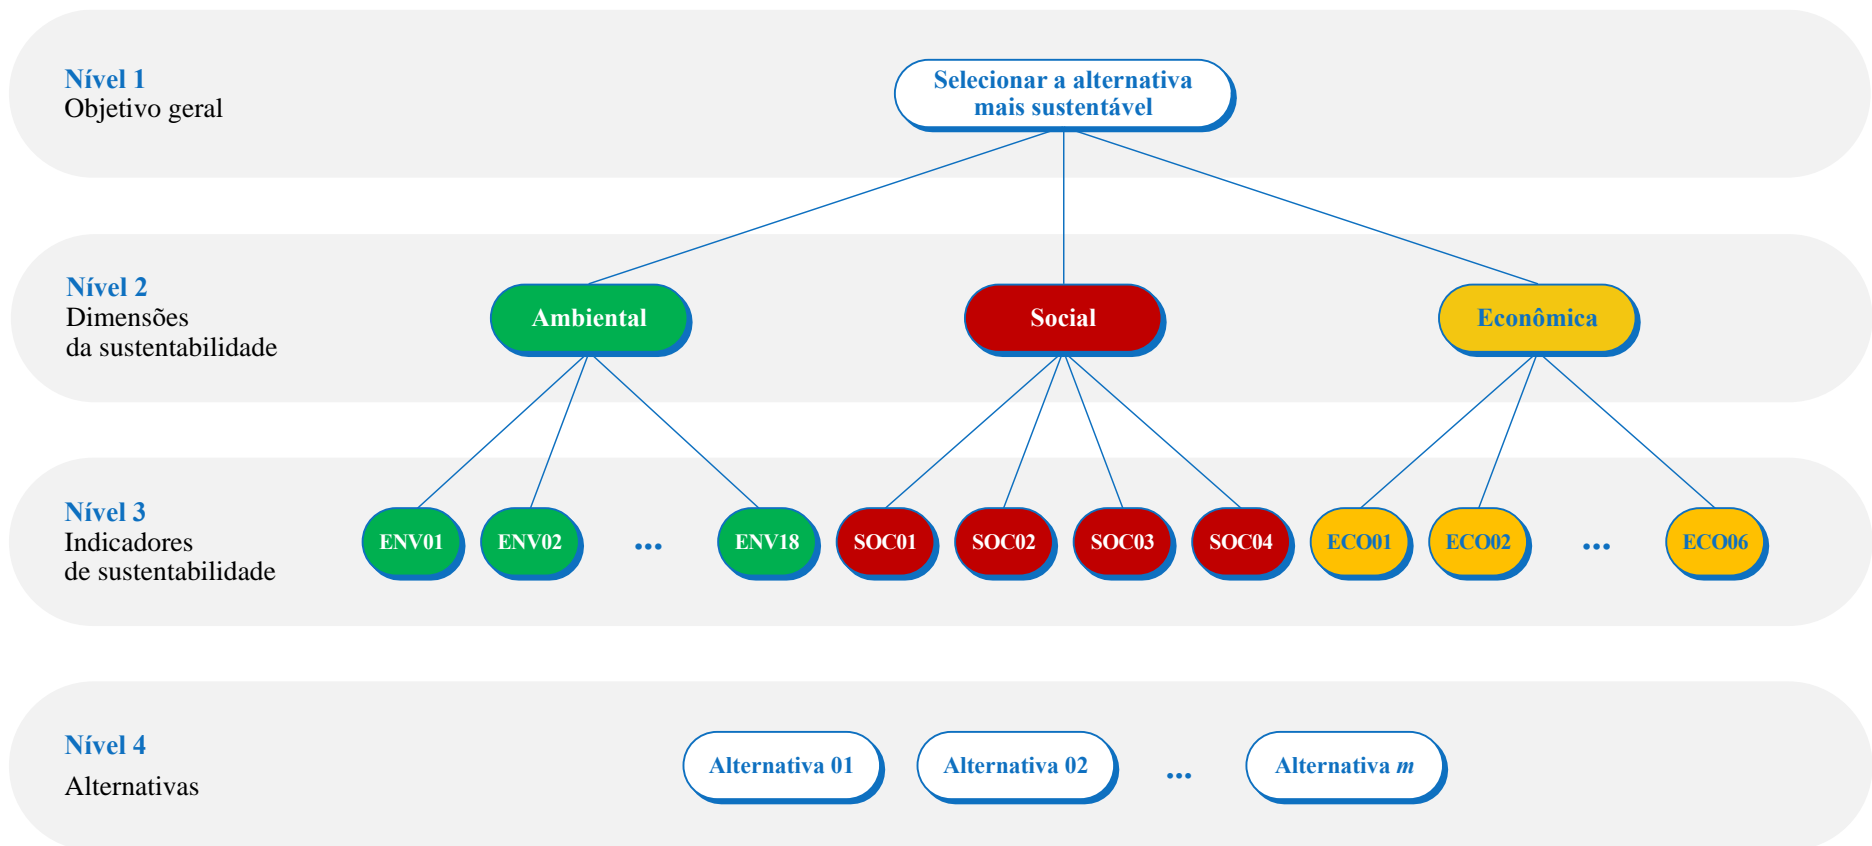 Nível 1
Objetivo geral
Selecionar a alternativa
mais sustentável
Nível 2
Dimensões
da sustentabilidade
Ambiental
Social
Econômica
Nível 3
Indicadores
de sustentabilidade
ENV01
ENV02
...
ENV18
SOC01
SOC02
SOC03
SOC04
ECO01
ECO02
...
ECO06
Nível 4
Alternativas
Alternativa 01
Alternativa 02
...
Alternativa m